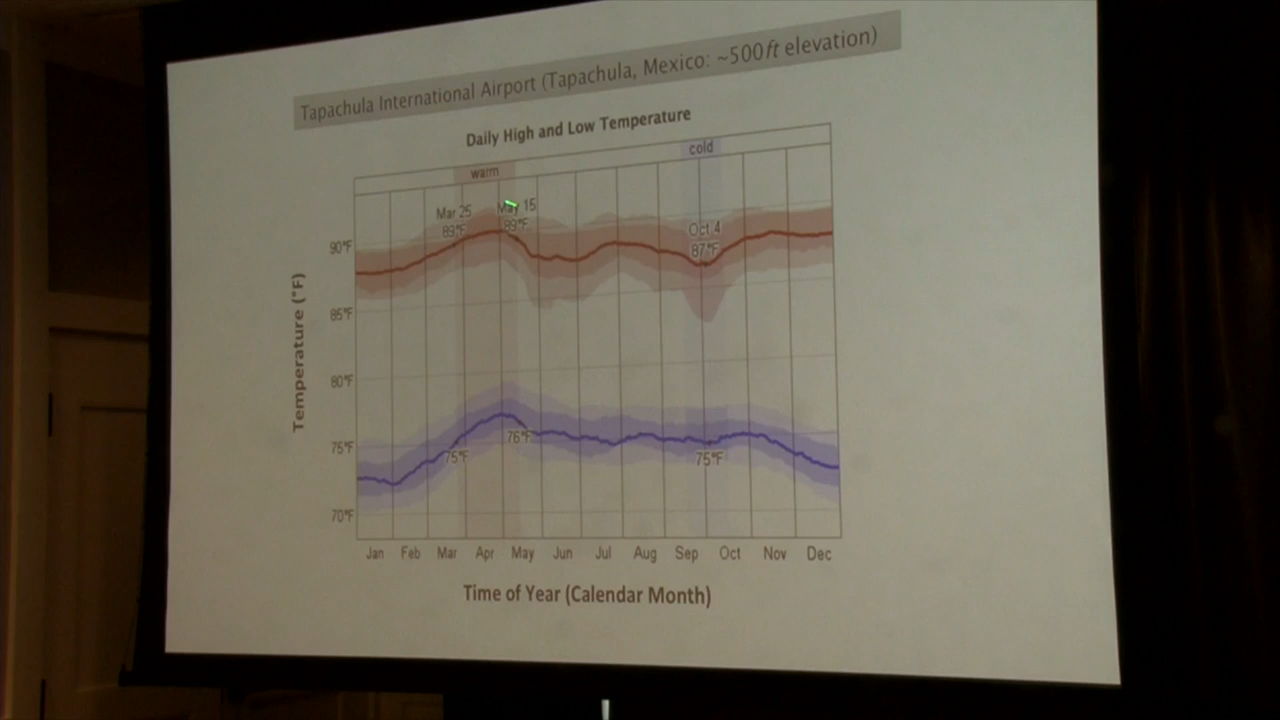 Tapachula International Airport (Tapachula, Mexico: ~500ft elevation)
Daily High and Low Temperature
warm
cold
Mar 25
89°F
May 15
89°F
Oct 4
87°F
90°F
85°F
80°F
75°F
70°F
75°F
76°F
75°F
Temperature (°F)
Jan Feb Mar Apr May Jun Jul Aug Sep Oct Nov Dec
Time of Year (Calendar Month)